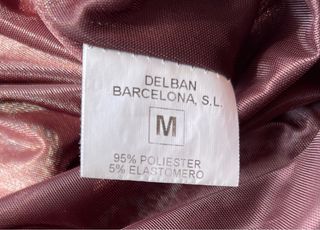 DELBAN
BARCELONA, S.L.
M
95% POLIESTER
5% ELASTOMERO